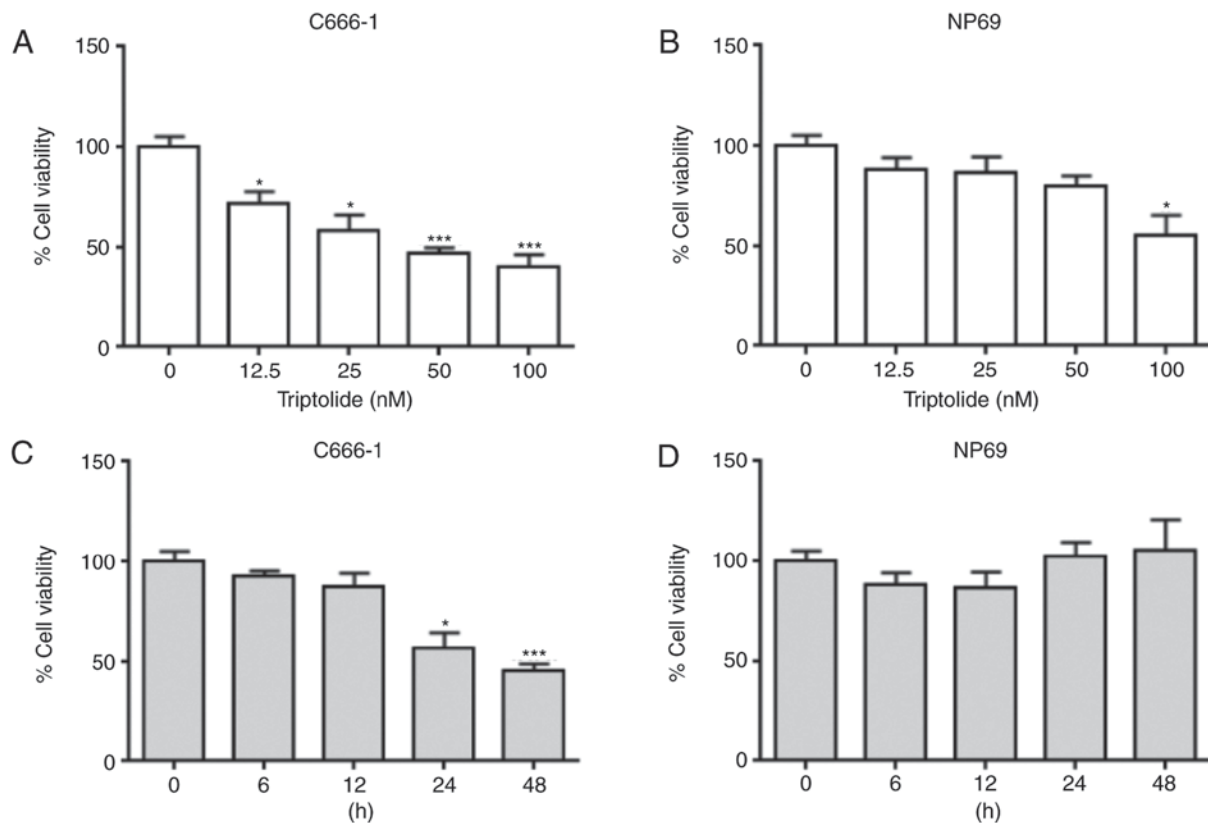 A
C666-1
% Cell viability
150
100
50
0
*
*
***
***
0 12.5 25 50 100
Triptolide (nM)
B
NP69
% Cell viability
150
100
50
0
*
0 12.5 25 50 100
Triptolide (nM)
C
C666-1
% Cell viability
150
100
50
0
*
***
0 6 12 24 48
(h)
D
NP69
% Cell viability
150
100
50
0
0 6 12 24 48
(h)